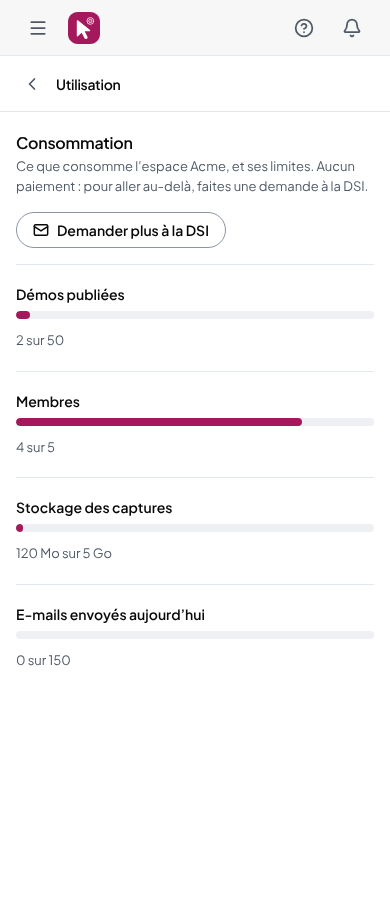 Utilisation
Consommation
Ce que consomme l'espace Acme, et ses limites. Aucun
paiement : pour aller au-delà, faites une demande à la DSI.
Demander plus à la DSI
Démos publiées
2 sur 50
Membres
4 sur 5
Stockage des captures
120 Mo sur 5 Go
E-mails envoyés aujourd’hui
0 sur 150